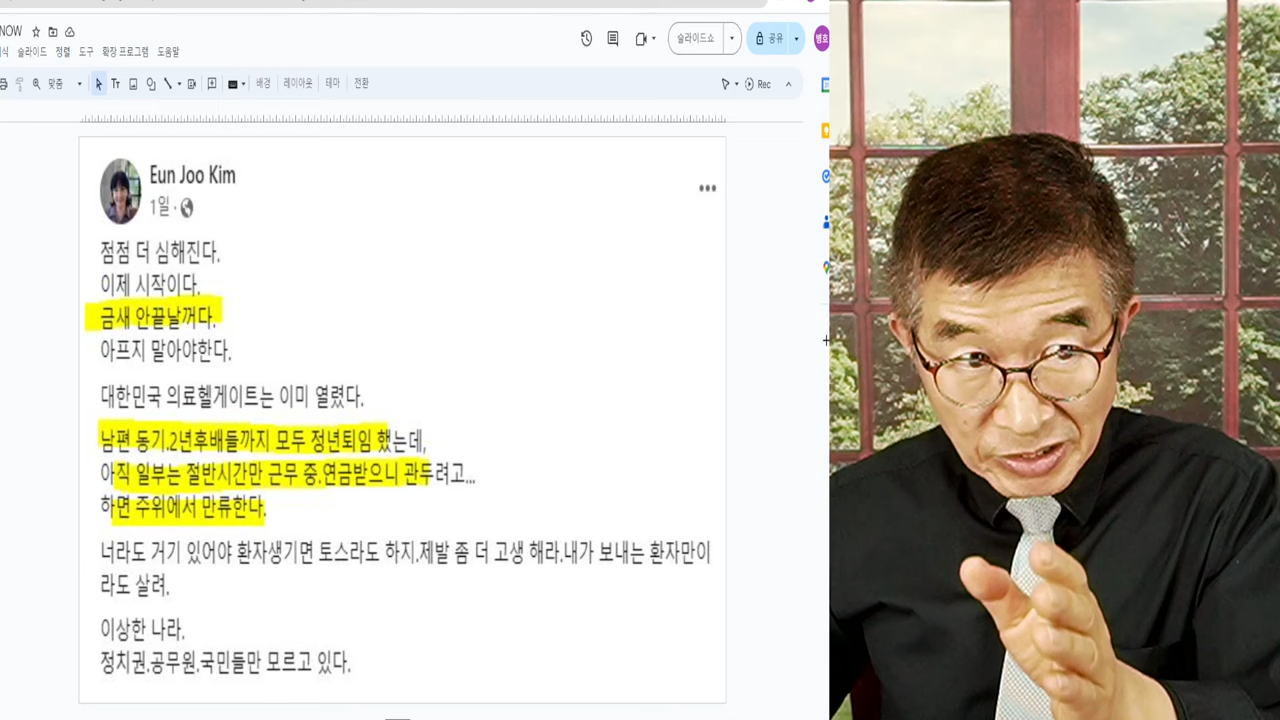 NOW
슬라이드 정렬 도구 확장 프로그램 도움말
슬라이드쇼
공유
병호
맞춤
Tr
배경 레이아웃 테마 전환
Rec
Eun Joo Kim
1일
점점 더 심해진다.
이제 시작이다.
금새 안끝날꺼다.
아프지 말아야한다.
대한민국 의료헬게이트는 이미 열렸다.
남편 동기.2년후배들까지 모두 정년퇴임 했는데,
아직 일부는 절반시간만 근무 중.연금받으니 관두려고...
하면 주위에서 만류한다.
너라도 거기 있어야 환자생기면 토스라도 하지.제발 좀 더 고생 해라.내가 보내는 환자만이
라도 살려.
이상한 나라.
정치권.공무원.국민들만 모르고 있다.